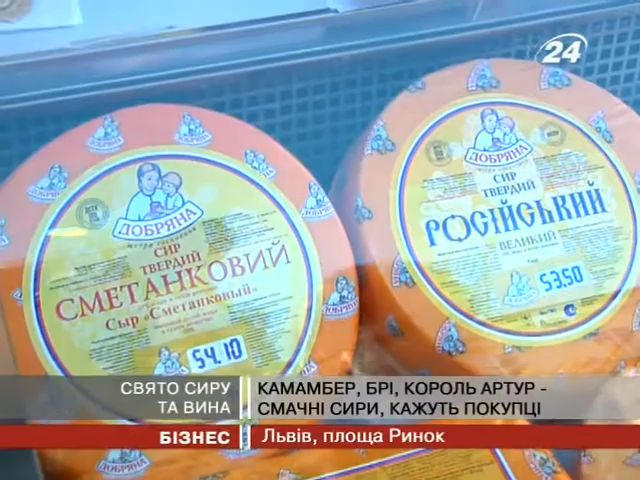 24
ДОБРЯНА
СИР
ТВЕРДИЙ
СМЕТАНКОВИЙ
Сыр «Сметанковый»
54.10
ДОБРЯНА
СИР
ТВЕРДИЙ
РОСІЙСЬКИЙ
ВЕЛИКИЙ
53.50
СВЯТО СИРУ
ТА ВИНА
КАМАМБЕР, БРІ, КОРОЛЬ АРТУР -
СМАЧНІ СИРИ, КАЖУТЬ ПОКУПЦІ
БІЗНЕС
Львів, площа Ринок